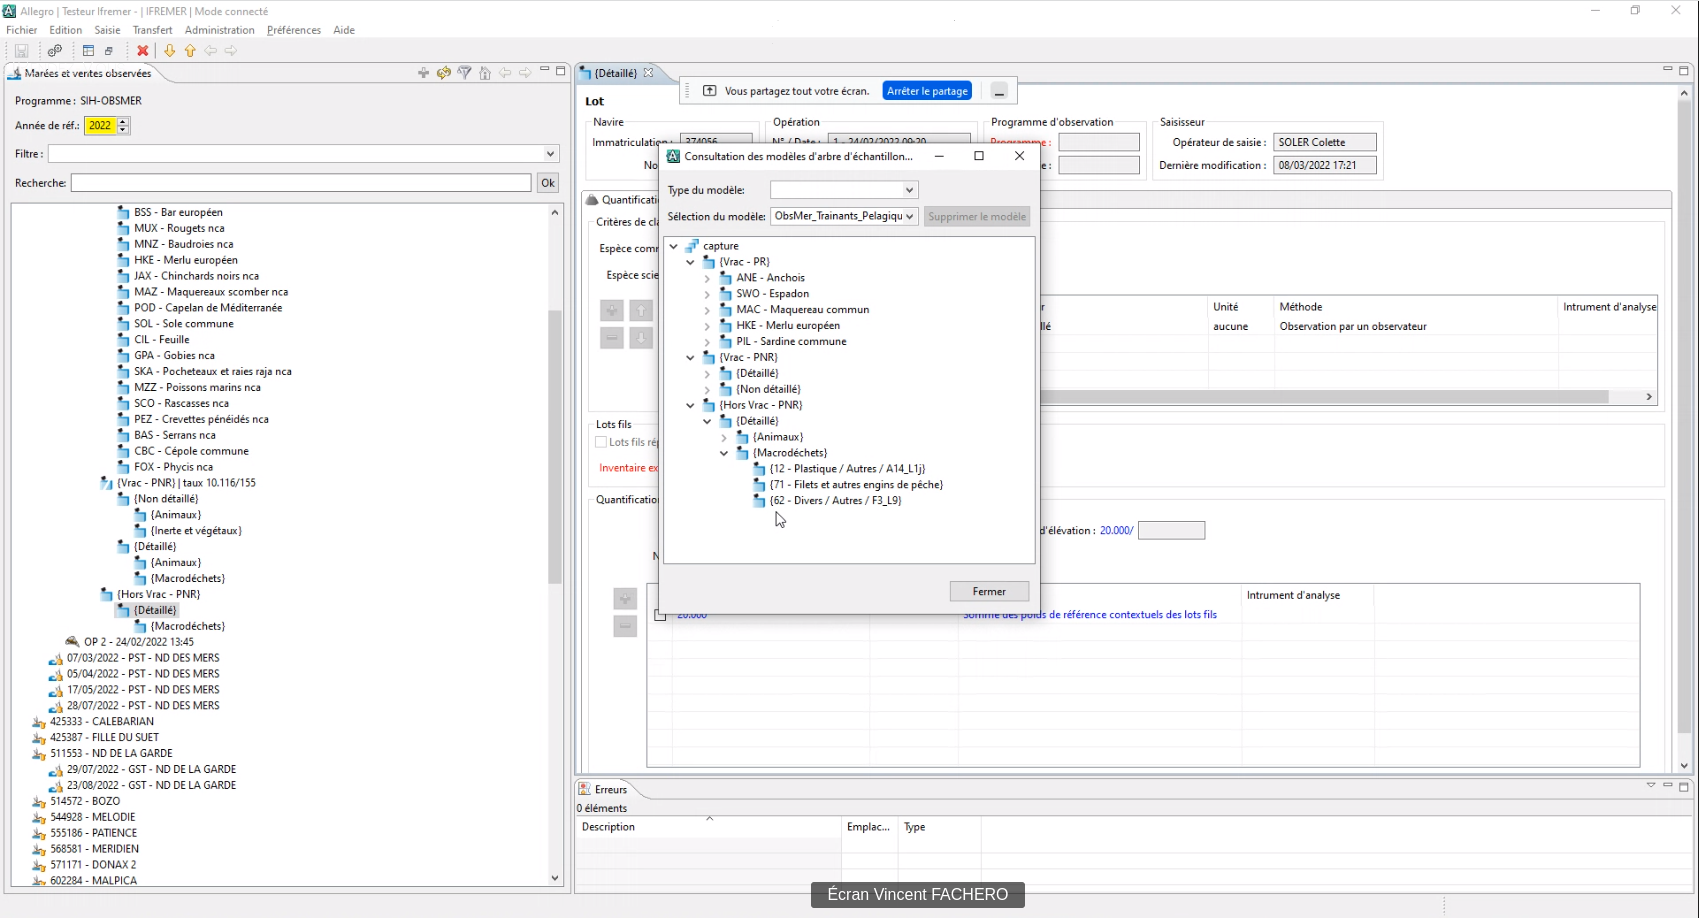 Allegro | Testeur Ifremer - | IFREMER | Mode connecté
Fichier Edition Saisie Transfert Administration Préférences Aide
Marées et ventes observées
Programme : SIH-OBSMER
Année de réf.: 2022
Filtre :
Recherche: Ok
BSS - Bar européen
MUX - Rougets nca
MNZ - Baudroies nca
HKE - Merlu européen
JAX - Chinchards noirs nca
MAZ - Maquereaux scomber nca
POD - Capelan de Méditerranée
SOL - Sole commune
CIL - Feuille
GPA - Gobies nca
SKA - Pocheteaux et raies raja nca
MZZ - Poissons marins nca
SCO - Rascasses nca
PEZ - Crevettes pénéidés nca
BAS - Serrans nca
CBC - Cépole commune
FOX - Phycis nca
{Vrac - PNR} | taux 10.116/155
{Non détaillé}
{Animaux}
{Inerte et végétaux}
{Détaillé}
{Animaux}
{Macrodéchets}
{Hors Vrac - PNR}
{Détaillé}
{Macrodéchets}
OP 2 - 24/02/2022 13:45
07/03/2022 - PST - ND DES MERS
05/04/2022 - PST - ND DES MERS
17/05/2022 - PST - ND DES MERS
28/07/2022 - PST - ND DES MERS
425333 - CALEBARIAN
425387 - FILLE DU SUET
511553 - ND DE LA GARDE
29/07/2022 - GST - ND DE LA GARDE
23/08/2022 - GST - ND DE LA GARDE
514572 - BOZO
544928 - MELODIE
555186 - PATIENCE
568581 - MERIDIEN
571171 - DONAX 2
602284 - MALPICA
{Détaillé}
Vous partagez tout votre écran. Arrêter le partage
Lot
Navire Opération Programme d'observation Saisisseur
Immatriculation : 374056 N° / Date : 1 - 24/02/2022 09:20 Programme : Opérateur de saisie : SOLER Colette
No e : Dernière modification : 08/03/2022 17:21
Quantificati
Critères de cla
Espèce comm
Espèce scie
Unité Méthode Intrument d'analyse
aucune Observation par un observateur
Lots fils
Lots fils ré
Inventaire ex
Quantification
d'élévation : 20.000/
Intrument d'analyse
20.000 Somme des poids de référence contextuels des lots fils
Consultation des modèles d'arbre d'échantillon...
Type du modèle:
Sélection du modèle: ObsMer_Trainants_Pelagiqu Supprimer le modèle
capture
{Vrac - PR}
ANE - Anchois
SWO - Espadon
MAC - Maquereau commun
HKE - Merlu européen
PIL - Sardine commune
{Vrac - PNR}
{Détaillé}
{Non détaillé}
{Hors Vrac - PNR}
{Détaillé}
{Animaux}
{Macrodéchets}
{12 - Plastique / Autres / A14_L1j}
{71 - Filets et autres engins de pêche}
{62 - Divers / Autres / F3_L9}
Fermer
Erreurs
0 éléments
Description Emplac... Type
Écran Vincent FACHERO